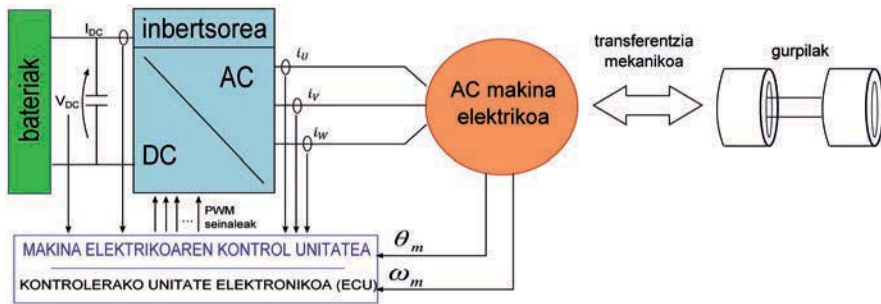 bateriak
I_DC
V_DC
inbertsorea
AC
DC
i_U
i_V
i_W
PWM
seinaleak
...
AC makina
elektrikoa
transferentzia
mekanikoa
gurpilak
θ_m
ω_m
MAKINA ELEKTRIKOAREN KONTROL UNITATEA
KONTROLERAKO UNITATE ELEKTRONIKOA (ECU)